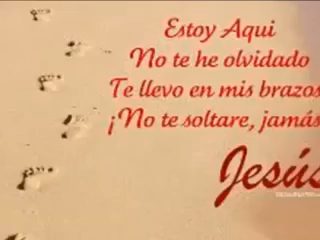 Estoy Aqui
No te he olvidado
Te llevo en mis brazos
¡No te soltare, jamás
Jesús